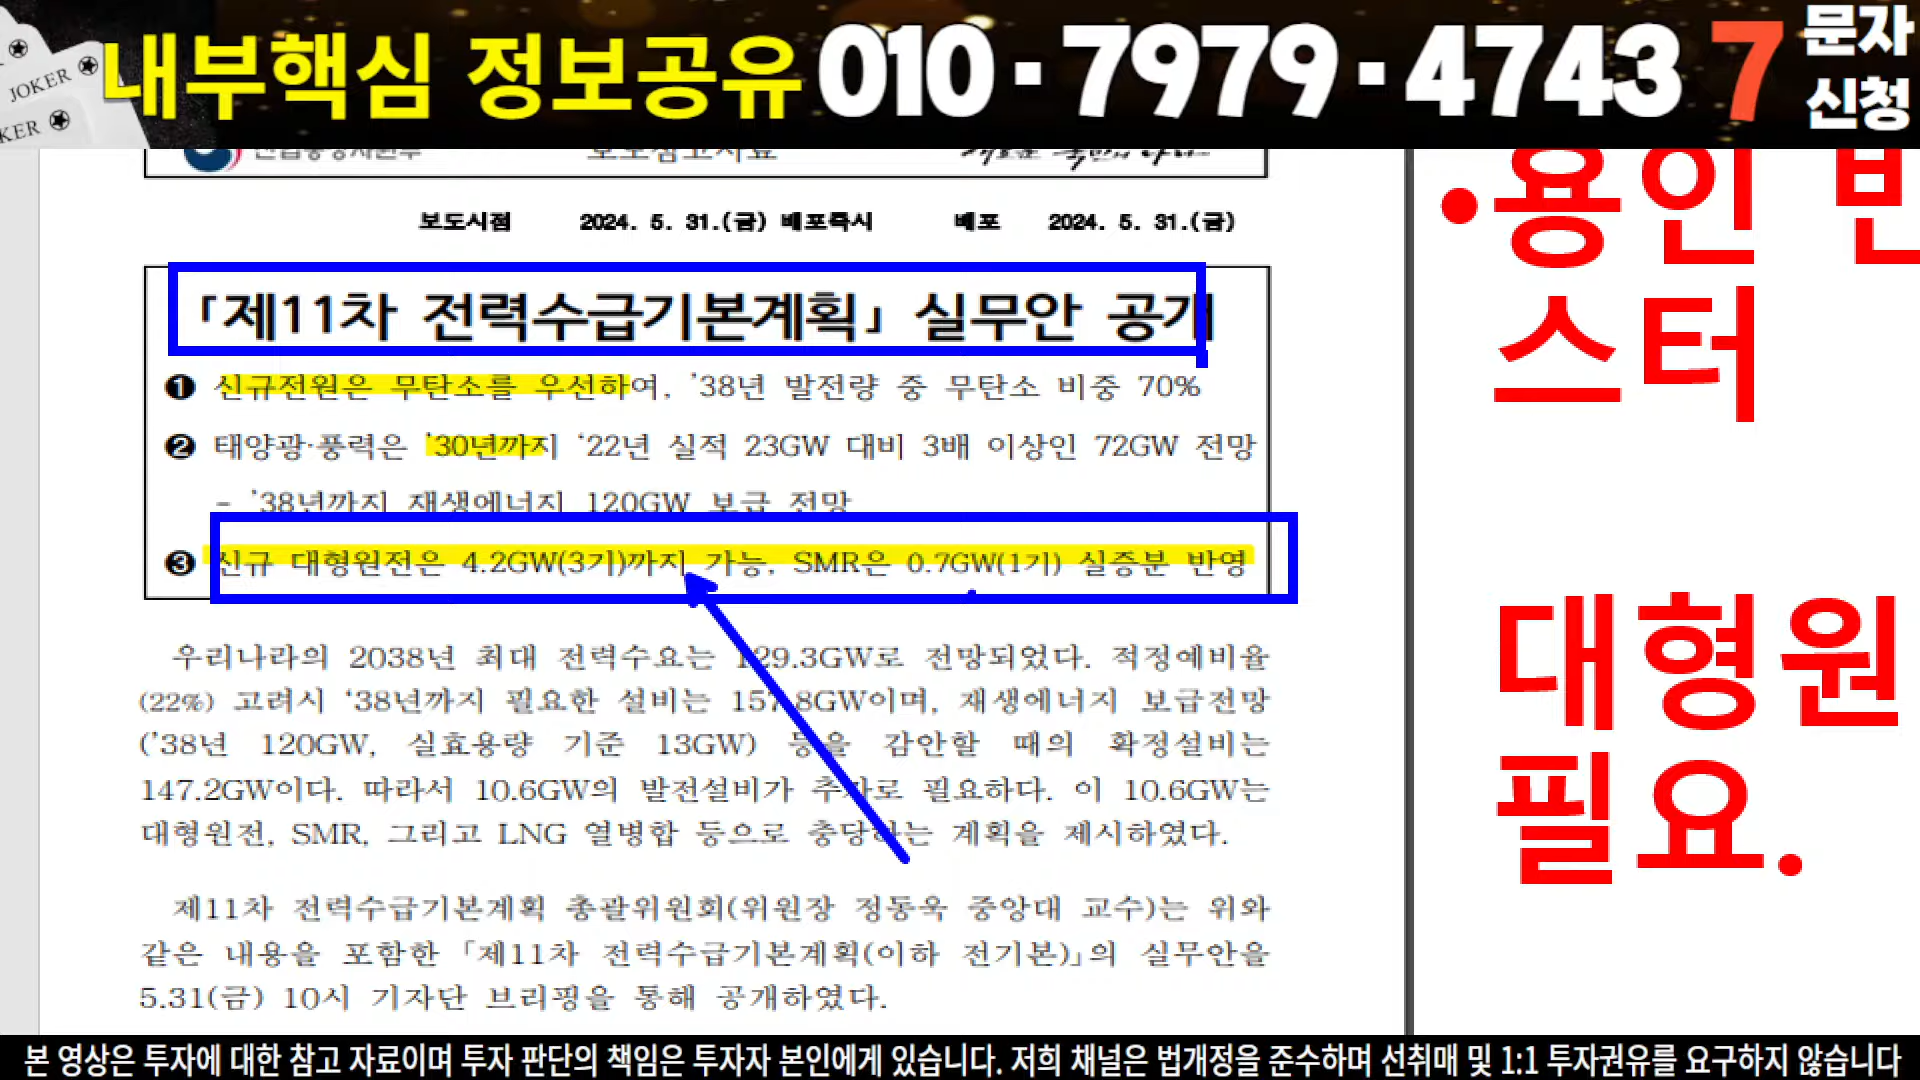 JOKER
KER
내부핵심 정보공유 010·7979·4743 7 문자
신청
보도시점 2024. 5. 31.(금) 배포즉시 배포 2024. 5. 31.(금)
「제11차 전력수급기본계획」 실무안 공개
❶ 신규전원은 무탄소를 우선하여, '38년 발전량 중 무탄소 비중 70%
❷ 태양광·풍력은 '30년까지 '22년 실적 23GW 대비 3배 이상인 72GW 전망
- '38년까지 재생에너지 120GW 보급 전망
❸ 신규 대형원전은 4.2GW(3기)까지 가능, SMR은 0.7GW(1기) 실증분 반영
우리나라의 2038년 최대 전력수요는 129.3GW로 전망되었다. 적정예비율
(22%) 고려시 '38년까지 필요한 설비는 157.8GW이며, 재생에너지 보급전망
('38년 120GW, 실효용량 기준 13GW) 등을 감안할 때의 확정설비는
147.2GW이다. 따라서 10.6GW의 발전설비가 추가로 필요하다. 이 10.6GW는
대형원전, SMR, 그리고 LNG 열병합 등으로 충당하는 계획을 제시하였다.
제11차 전력수급기본계획 총괄위원회(위원장 정동욱 중앙대 교수)는 위와
같은 내용을 포함한 「제11차 전력수급기본계획(이하 전기본)」의 실무안을
5.31(금) 10시 기자단 브리핑을 통해 공개하였다.
•용인
스터
대형원
필요.
본 영상은 투자에 대한 참고 자료이며 투자 판단의 책임은 투자자 본인에게 있습니다. 저희 채널은 법개정을 준수하며 선취매 및 1:1 투자권유를 요구하지 않습니다